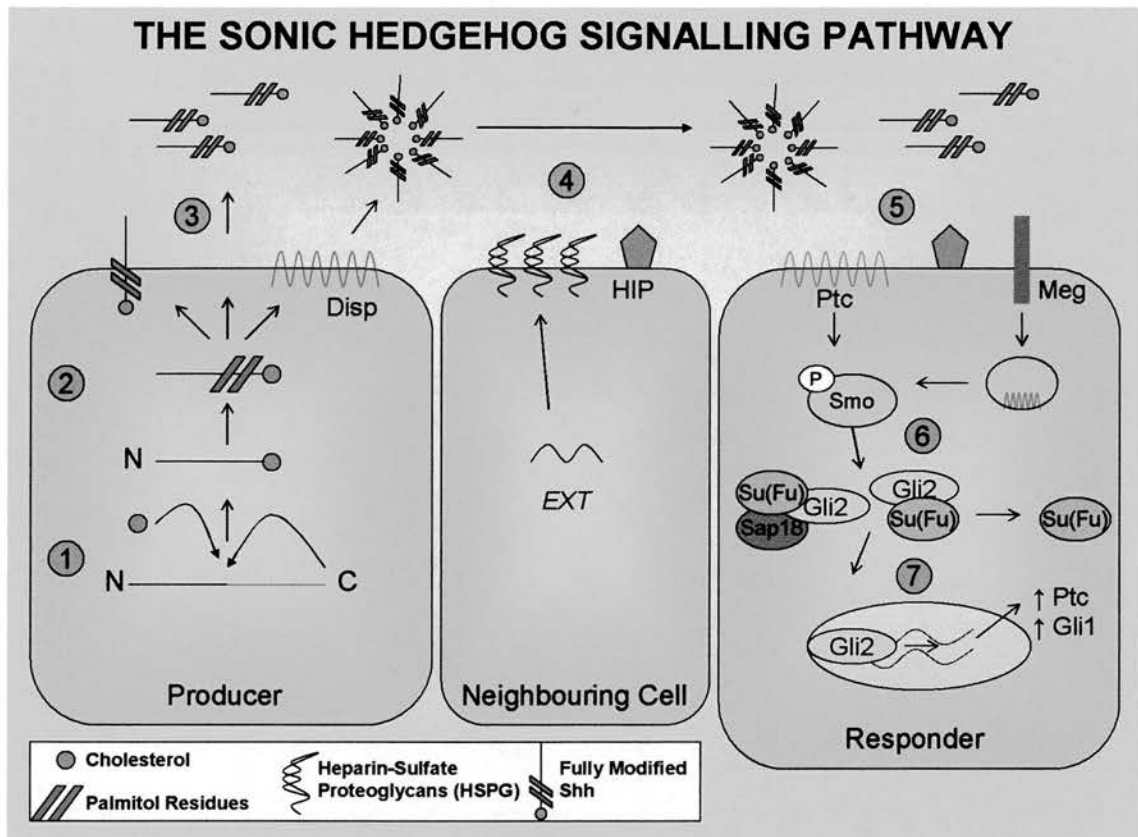 THE SONIC HEDGEHOG SIGNALLING PATHWAY
3
4
5
Disp
HIP
Ptc
Meg
2
P
Smo
6
N
EXT
Su(Fu)
Gli2
Sap18
Gli2
Su(Fu)
Su(Fu)
1
N
C
7
↑ Ptc
↑ Gli1
Gli2
Producer
Neighbouring Cell
Responder
Cholesterol
Palmitol Residues
Heparin-Sulfate
Proteoglycans (HSPG)
Fully Modified
Shh